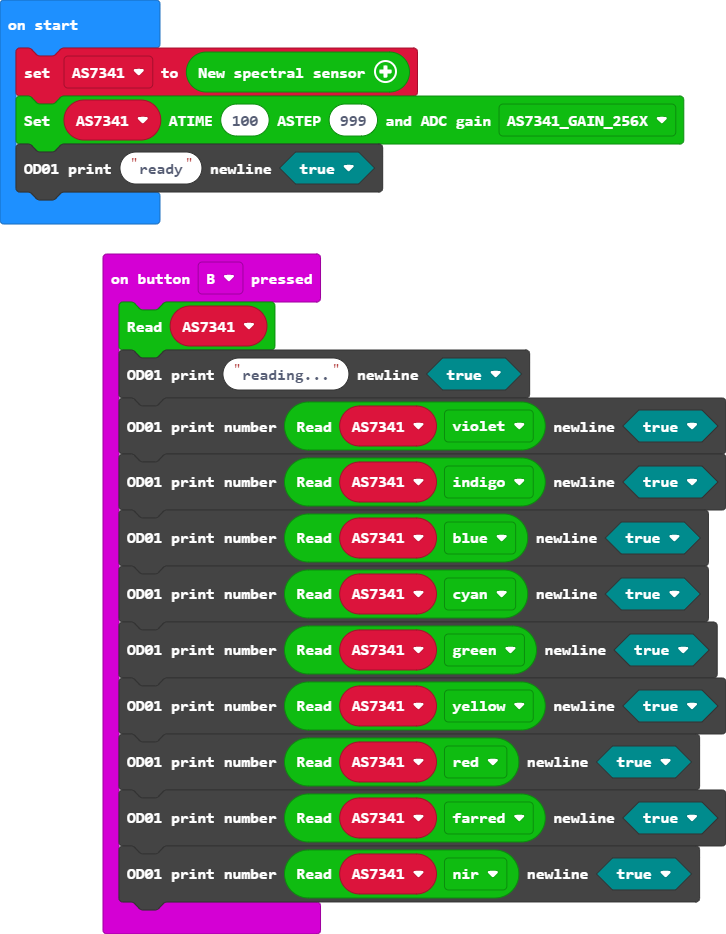 on start
set AS7341 to New spectral sensor
Set AS7341 ATIME 100 ASTEP 999 and ADC gain AS7341_GAIN_256X
OD01 print "ready" newline true
on button B pressed
Read AS7341
OD01 print "reading..." newline true
OD01 print number Read AS7341 violet newline true
OD01 print number Read AS7341 indigo newline true
OD01 print number Read AS7341 blue newline true
OD01 print number Read AS7341 cyan newline true
OD01 print number Read AS7341 green newline true
OD01 print number Read AS7341 yellow newline true
OD01 print number Read AS7341 red newline true
OD01 print number Read AS7341 farred newline true
OD01 print number Read AS7341 nir newline true